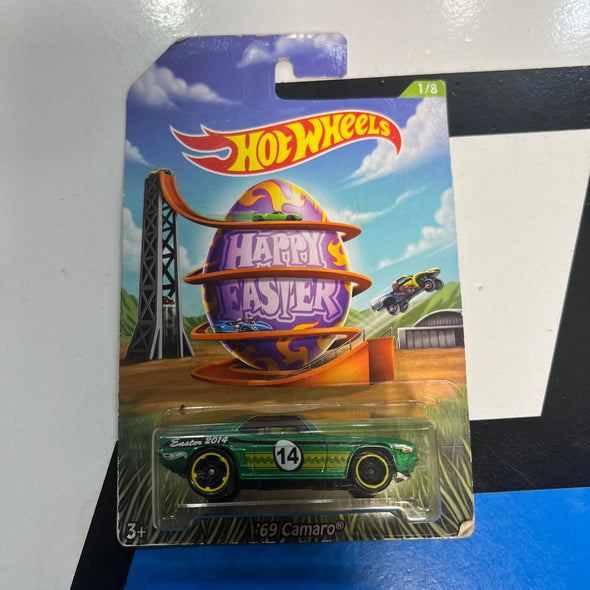 1/8
HOT WHEELS
HAPPY
EASTER
Easter 2014
14
3+
'69 Camaro®